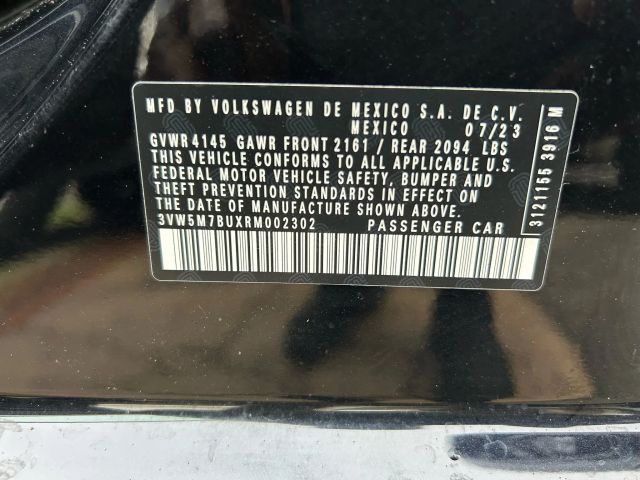 MFD BY VOLKSWAGEN DE MEXICO S.A. DE C.V.
MEXICO 07/23
GVWR 4145 GAWR FRONT 2161 / REAR 2094 LBS
THIS VEHICLE CONFORMS TO ALL APPLICABLE U.S.
FEDERAL MOTOR VEHICLE SAFETY, BUMPER AND
THEFT PREVENTION STANDARDS IN EFFECT ON
THE DATE OF MANUFACTURE SHOWN ABOVE.
3VW5M7BUXRM002302 PASSENGER CAR
3121155 3916 M